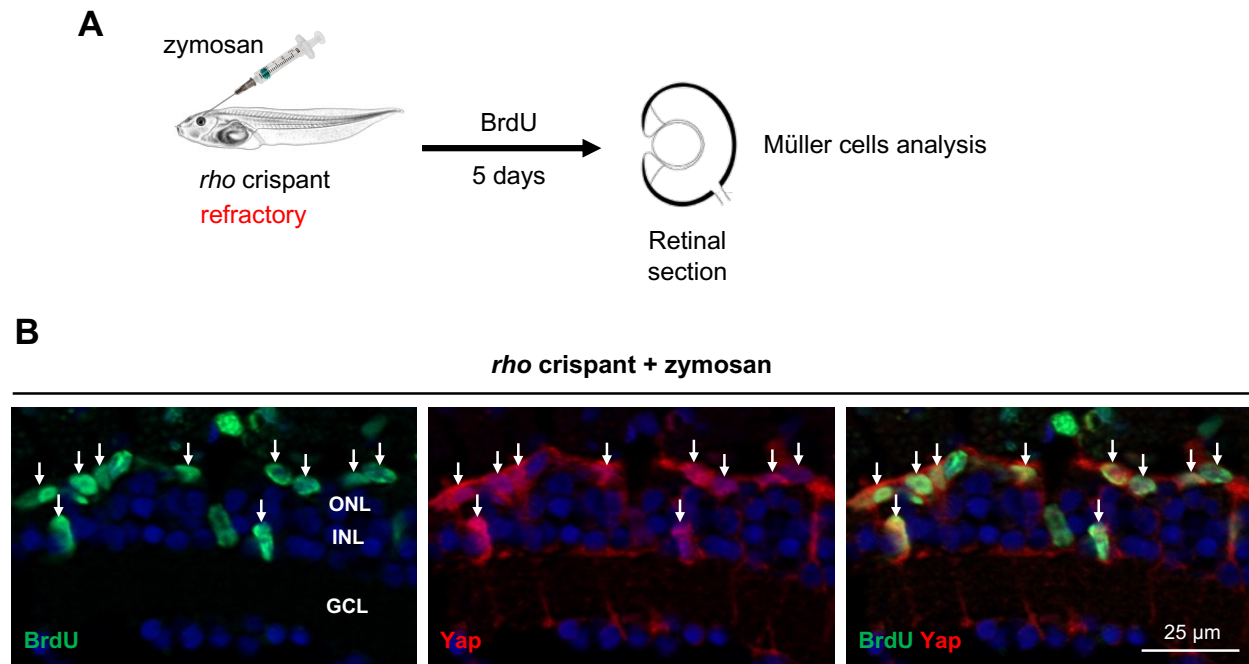 A
zymosan
rho crispant
refractory
BrdU
5 days
Retinal
section
Müller cells analysis
B
rho crispant + zymosan
ONL
INL
GCL
BrdU
Yap
BrdU Yap
25 µm